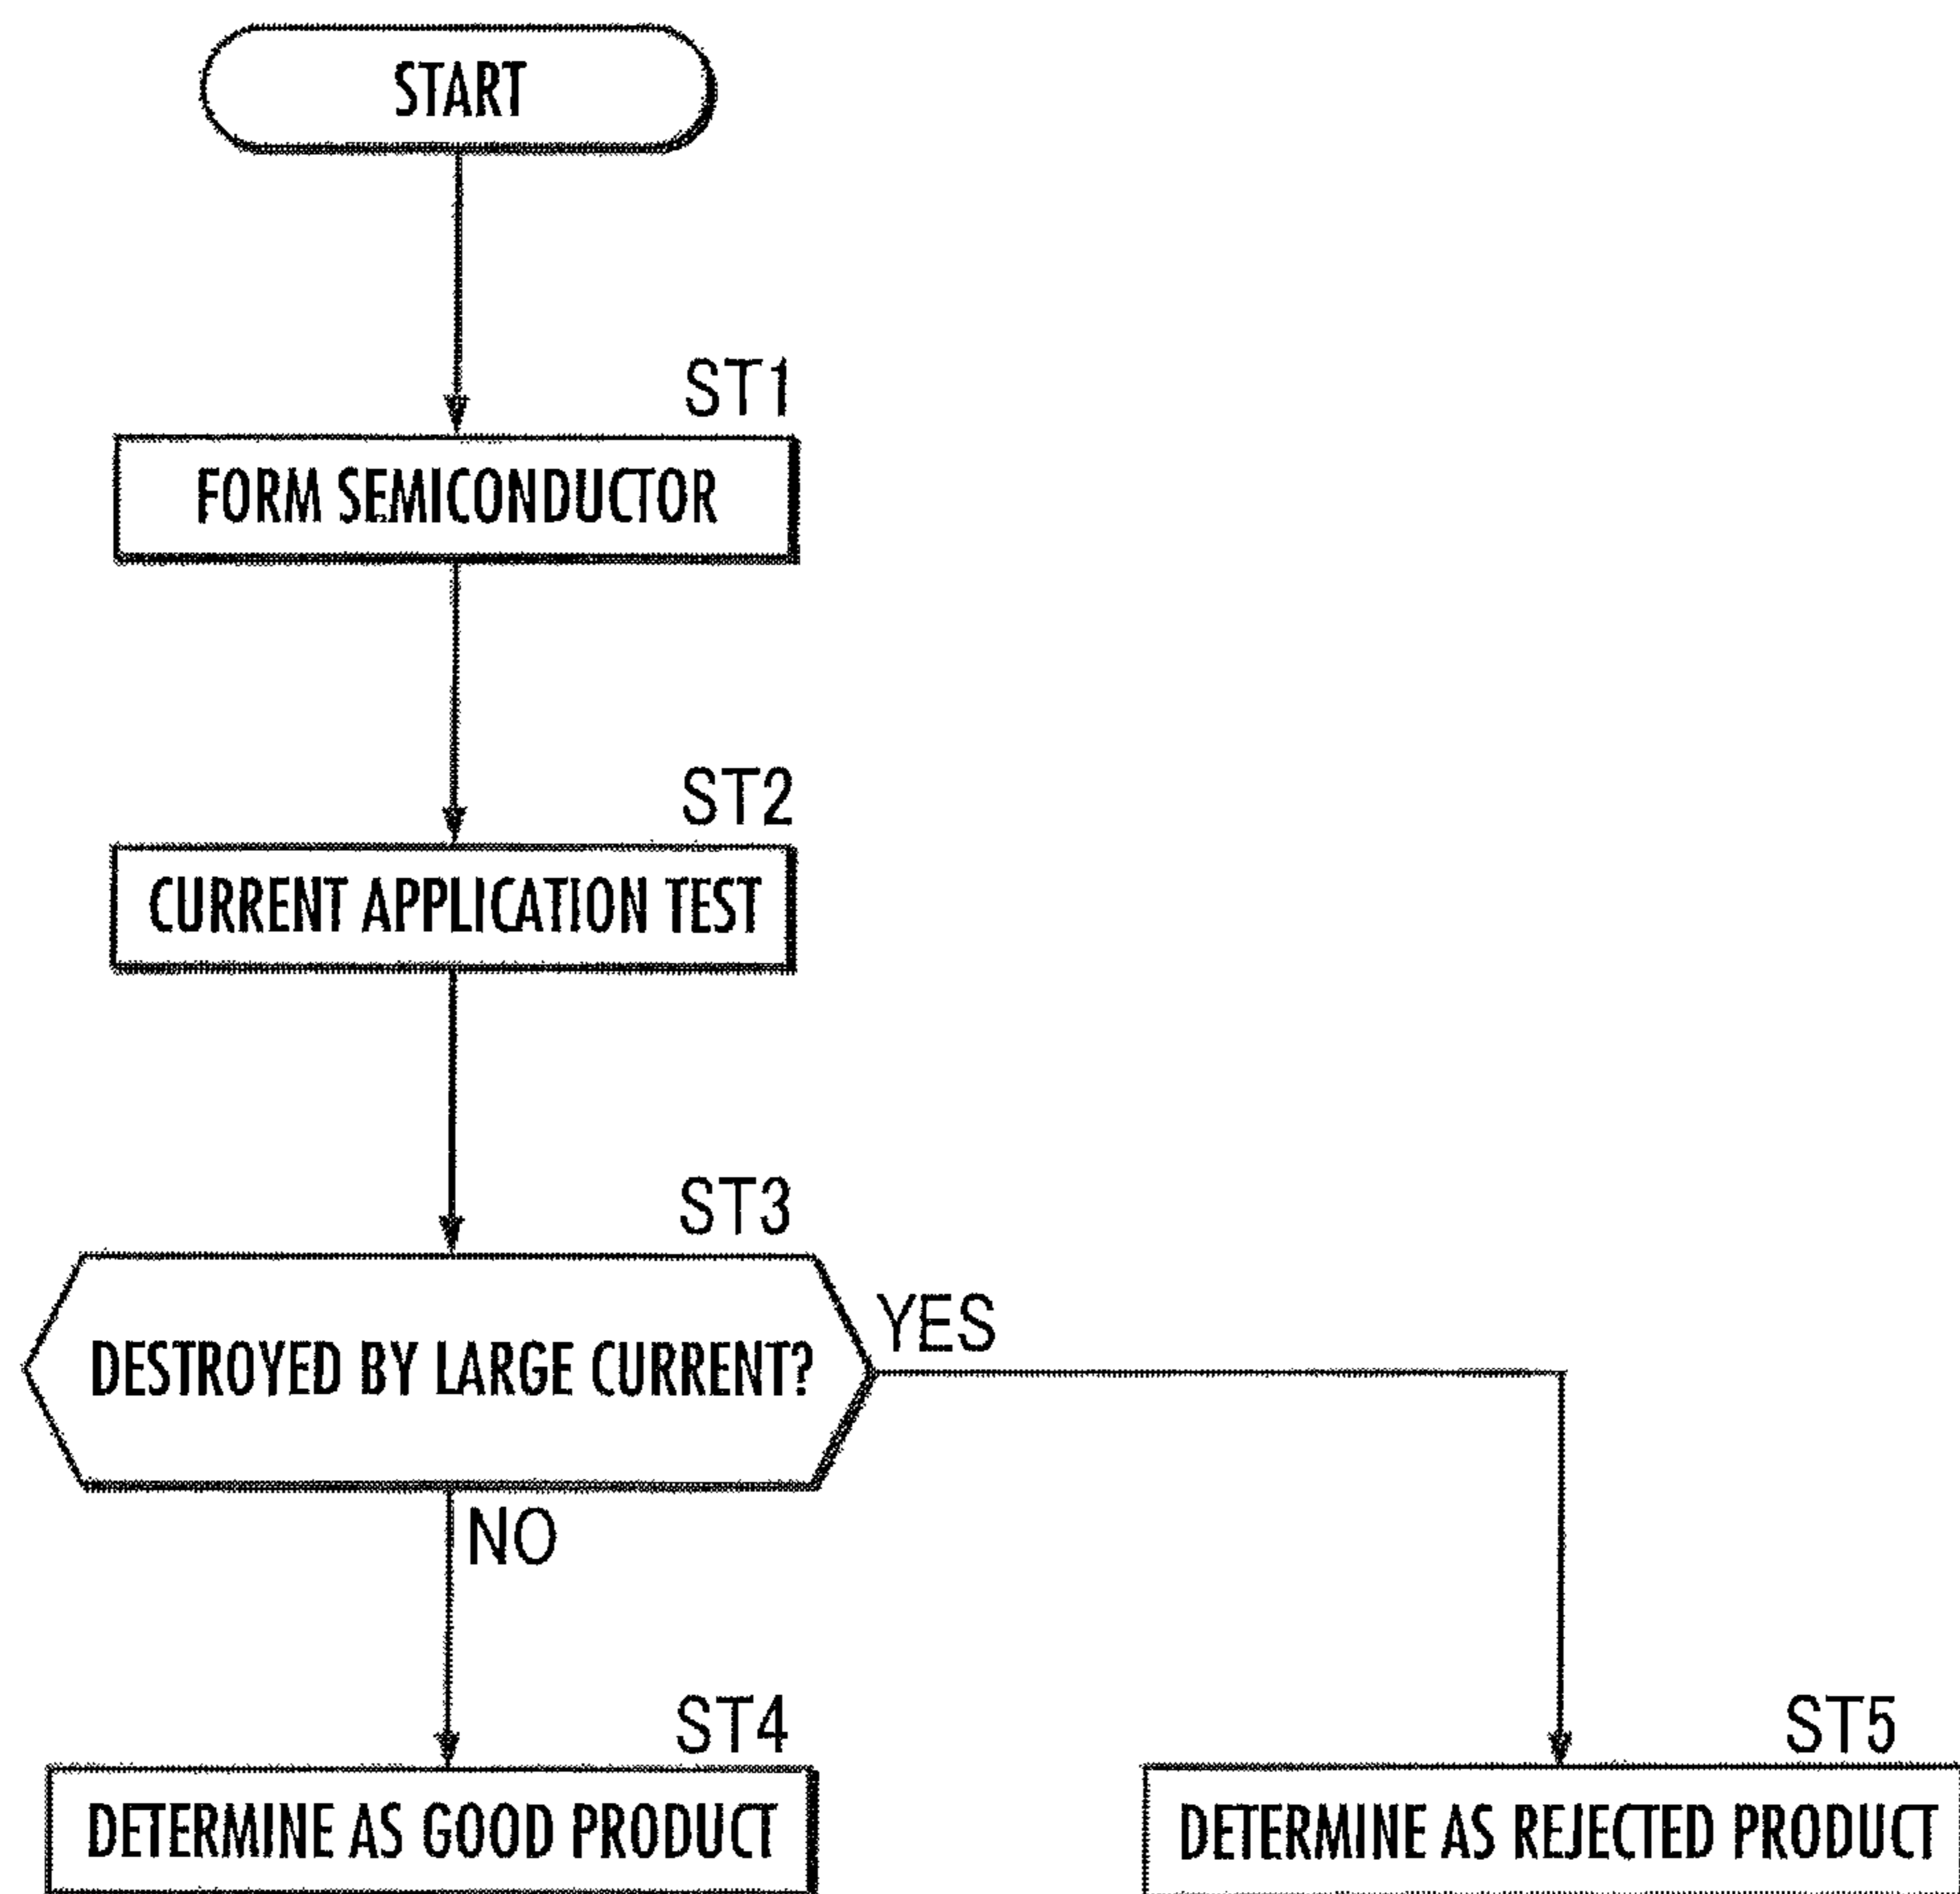 START
ST1
FORM SEMICONDUCTOR
ST2
CURRENT APPLICATION TEST
ST3
DESTROYED BY LARGE CURRENT?
YES
NO
ST4
DETERMINE AS GOOD PRODUCT
ST5
DETERMINE AS REJECTED PRODUCT